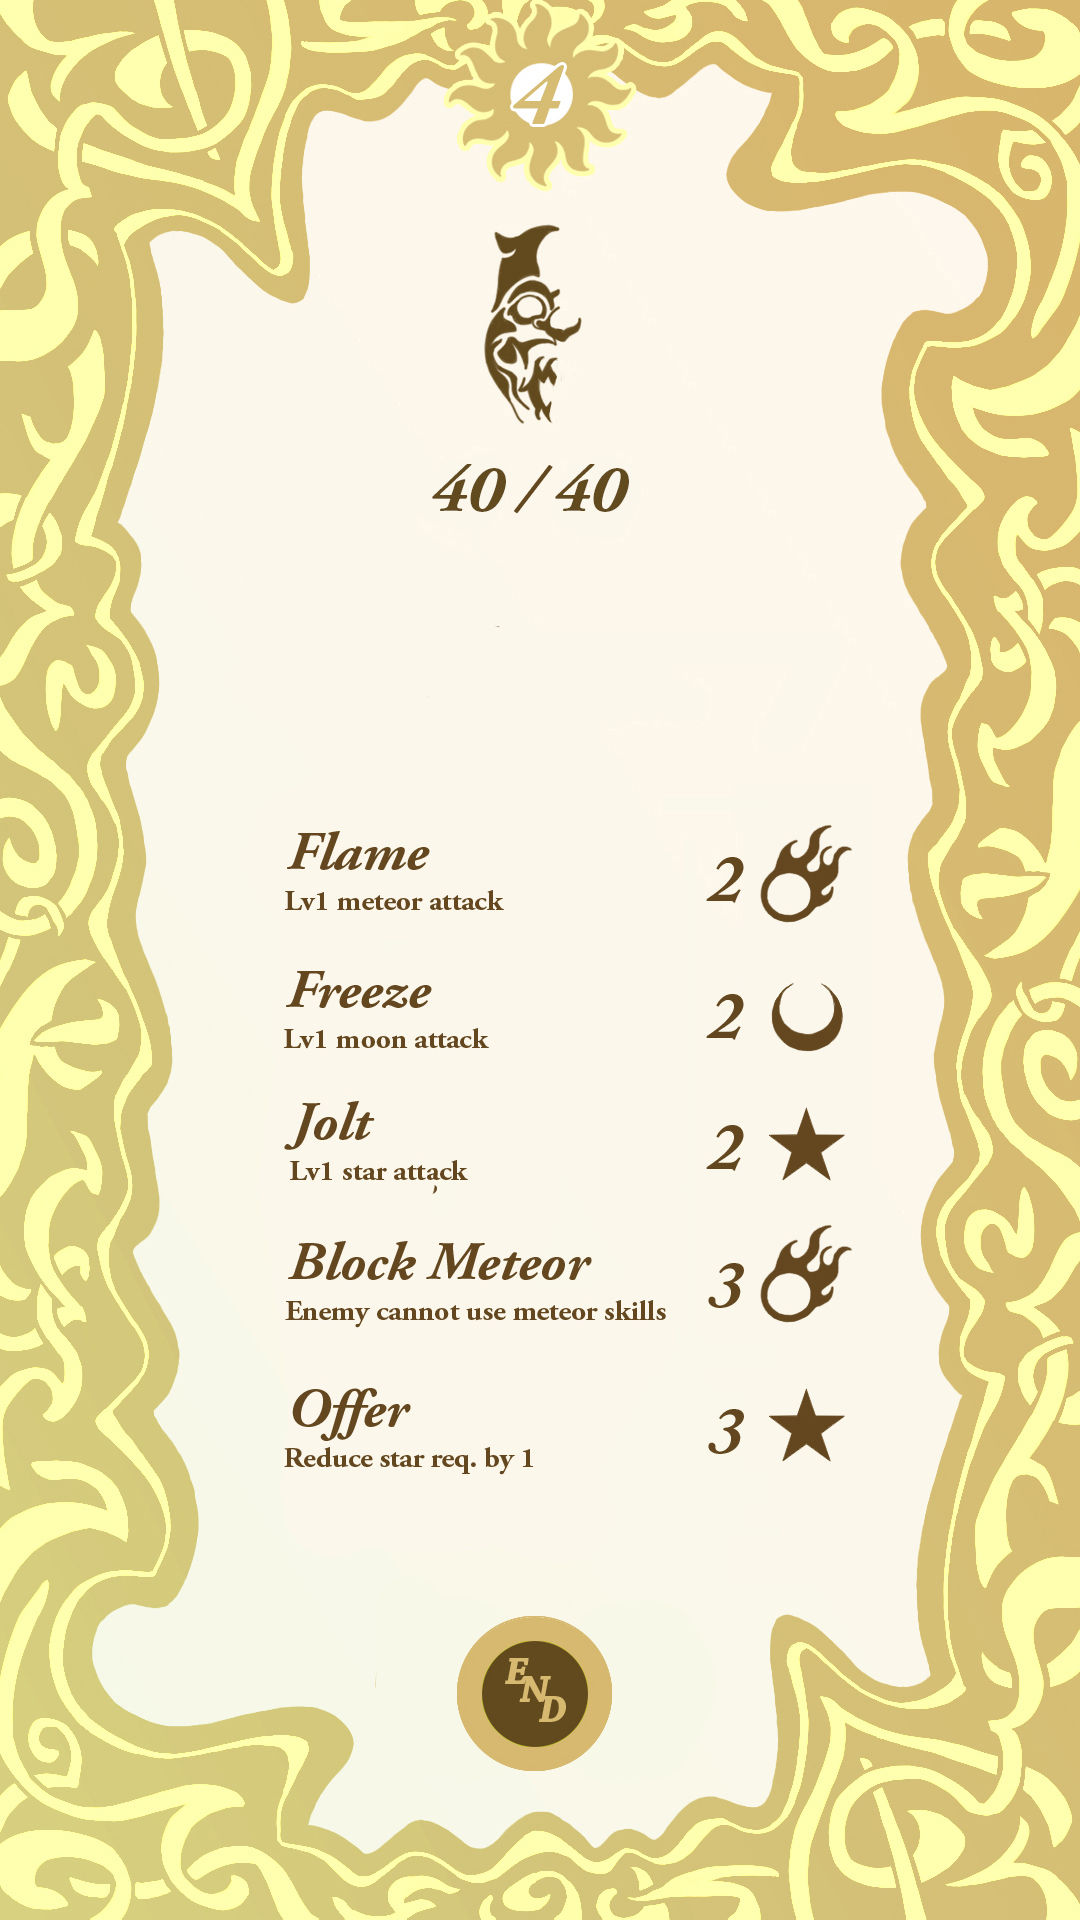 4
40 / 40
Flame
Lv1 meteor attack
2
Freeze
Lv1 moon attack
2
Jolt
Lv1 star attack
2
Block Meteor
Enemy cannot use meteor skills
3
Offer
Reduce star req. by 1
3
END